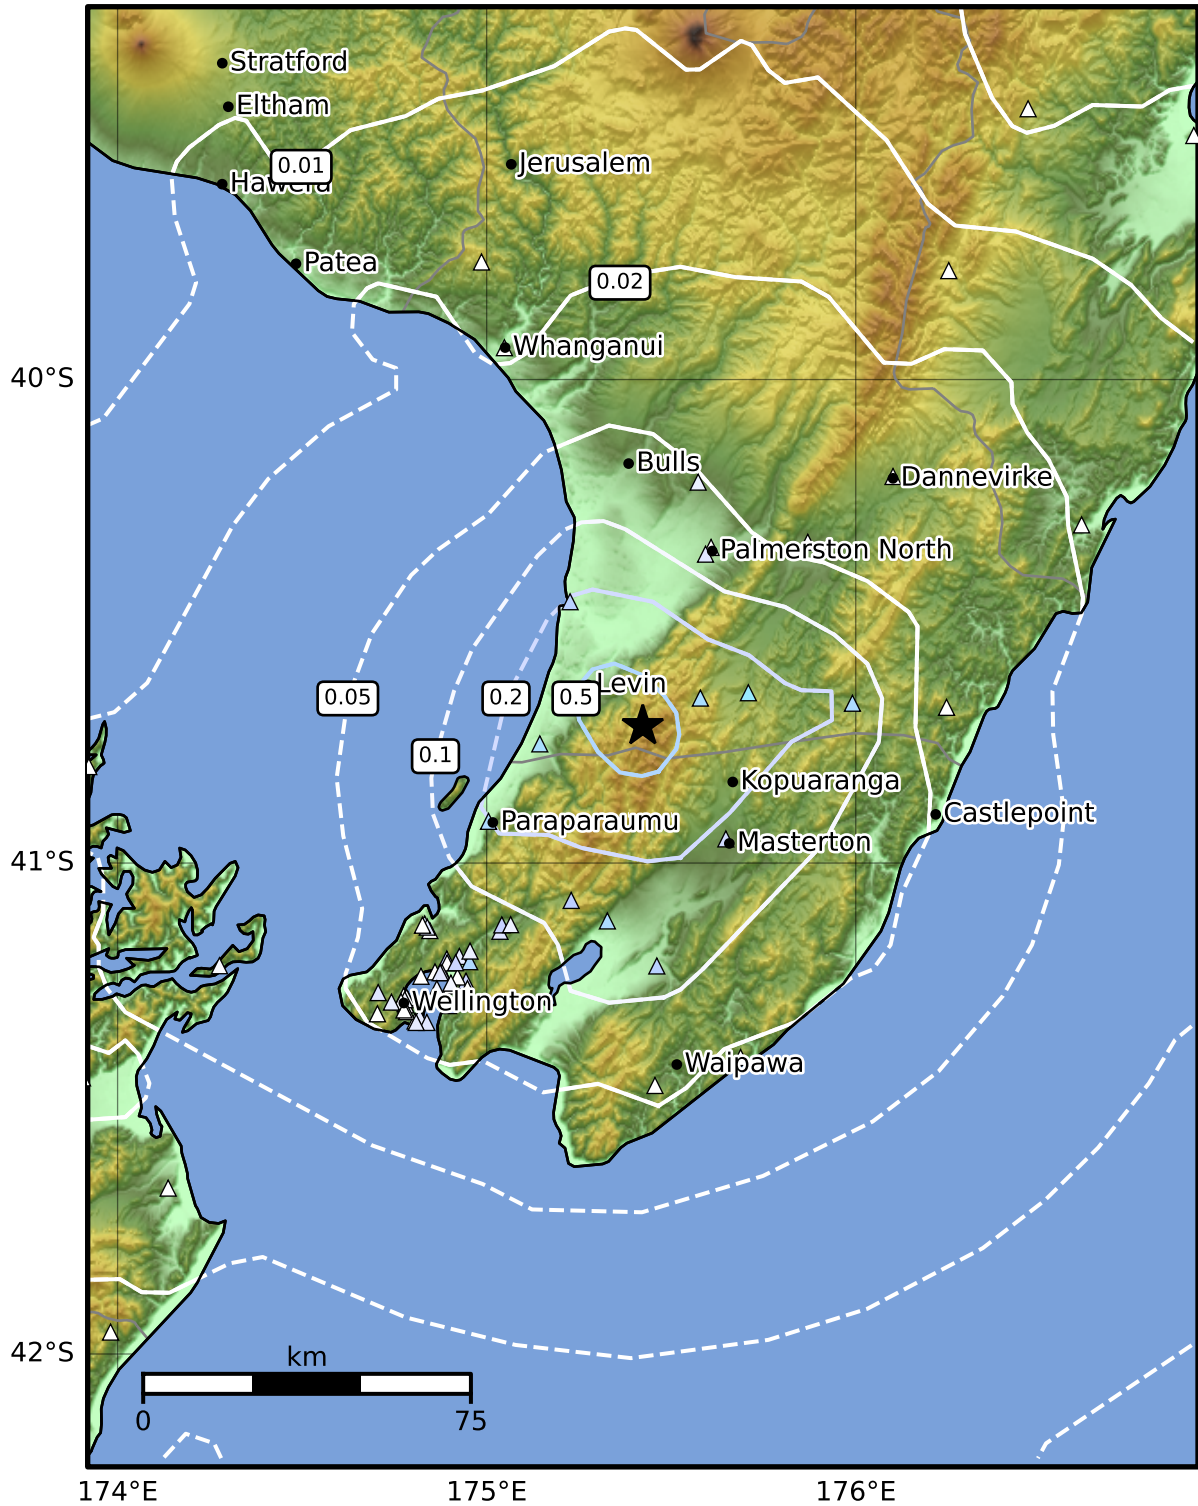 Stratford
Eltham
0.01
Hawera
Jerusalem
Patea
0.02
Whanganui
40°S
Bulls
Dannevirke
Palmerston North
Levin
0.05
0.2
0.5
0.1
Kopuaranga
Castlepoint
Paraparaumu
Masterton
41°S
Wellington
Waipawa
42°S
km
0
75
174°E
175°E
176°E